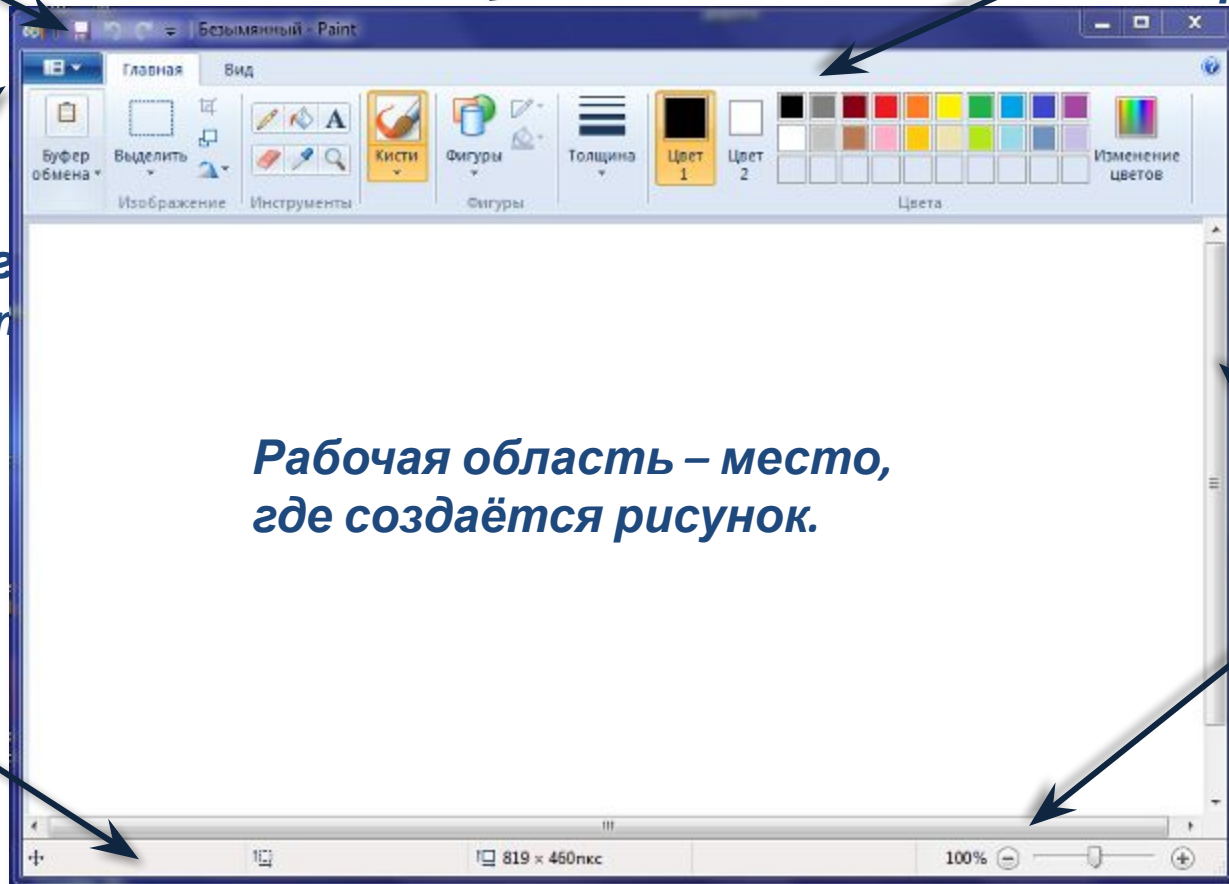 Безымянный - Paint
Главная Вид
Буфер обмена
Выделить
Изображение
A
Инструменты
Кисти
Фигуры
Фигуры
Толщина
Цвет 1
Цвет 2
Изменение цветов
Цвета
Рабочая область – место,
где создаётся рисунок.
819 × 460пкс
100%